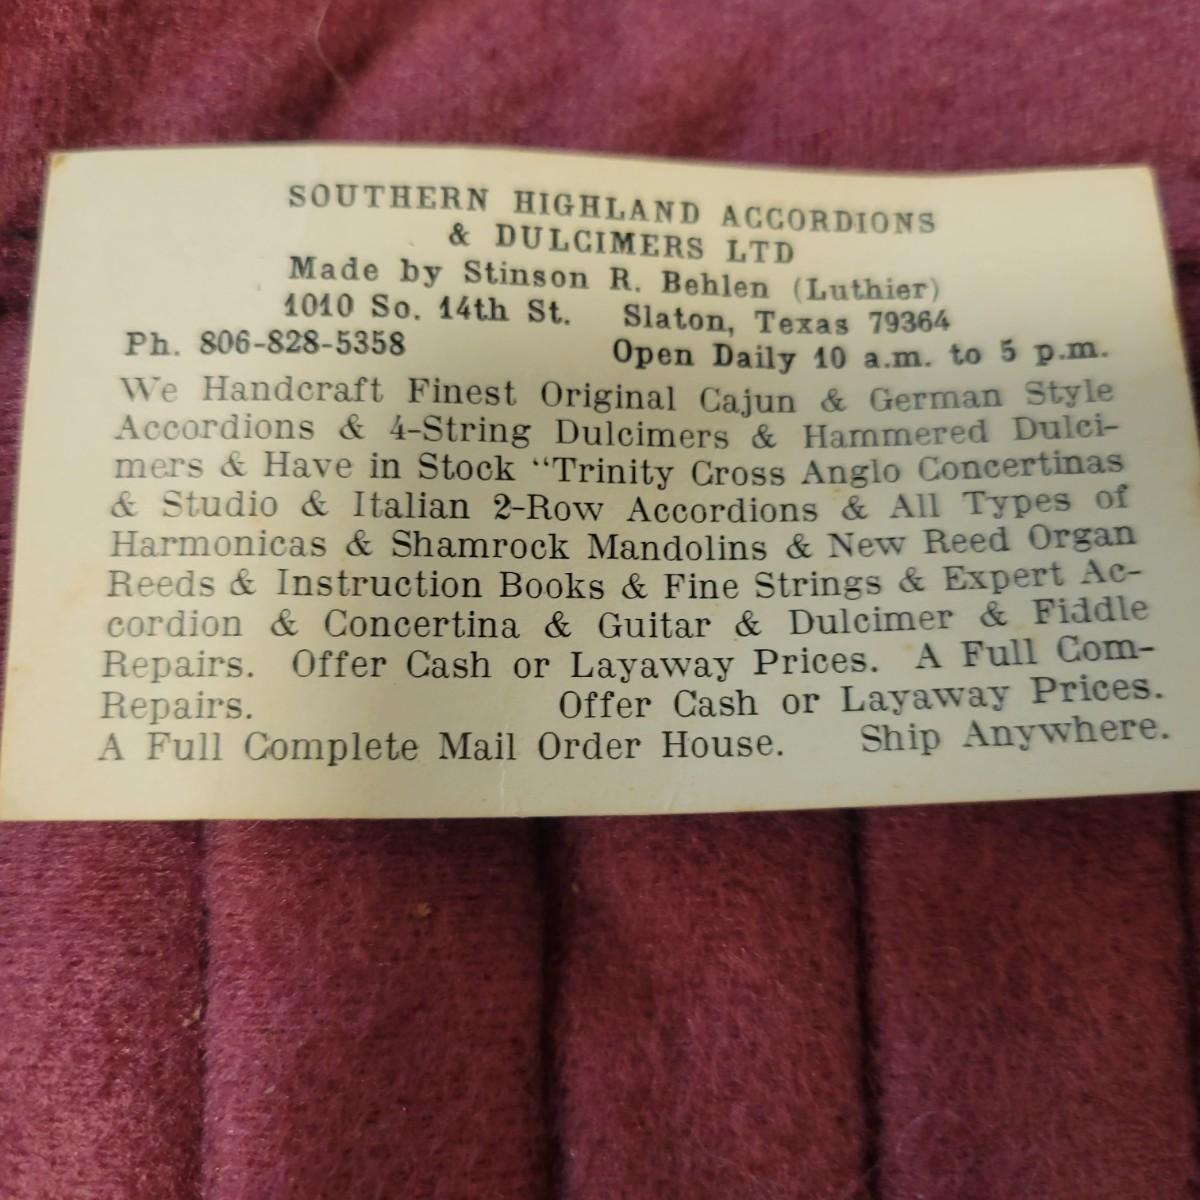 SOUTHERN HIGHLAND ACCORDIONS
& DULCIMERS LTD
Made by Stinson R. Behlen (Luthier)
1010 So. 14th St. Slaton, Texas 79364
Ph. 806-828-5358 Open Daily 10 a.m. to 5 p.m.
We Handcraft Finest Original Cajun & German Style
Accordions & 4-String Dulcimers & Hammered Dulci-
mers & Have in Stock "Trinity Cross Anglo Concertinas
& Studio & Italian 2-Row Accordions & All Types of
Harmonicas & Shamrock Mandolins & New Reed Organ
Reeds & Instruction Books & Fine Strings & Expert Ac-
cordion & Concertina & Guitar & Dulcimer & Fiddle
Repairs. Offer Cash or Layaway Prices. A Full Com-
Repairs. Offer Cash or Layaway Prices.
A Full Complete Mail Order House. Ship Anywhere.